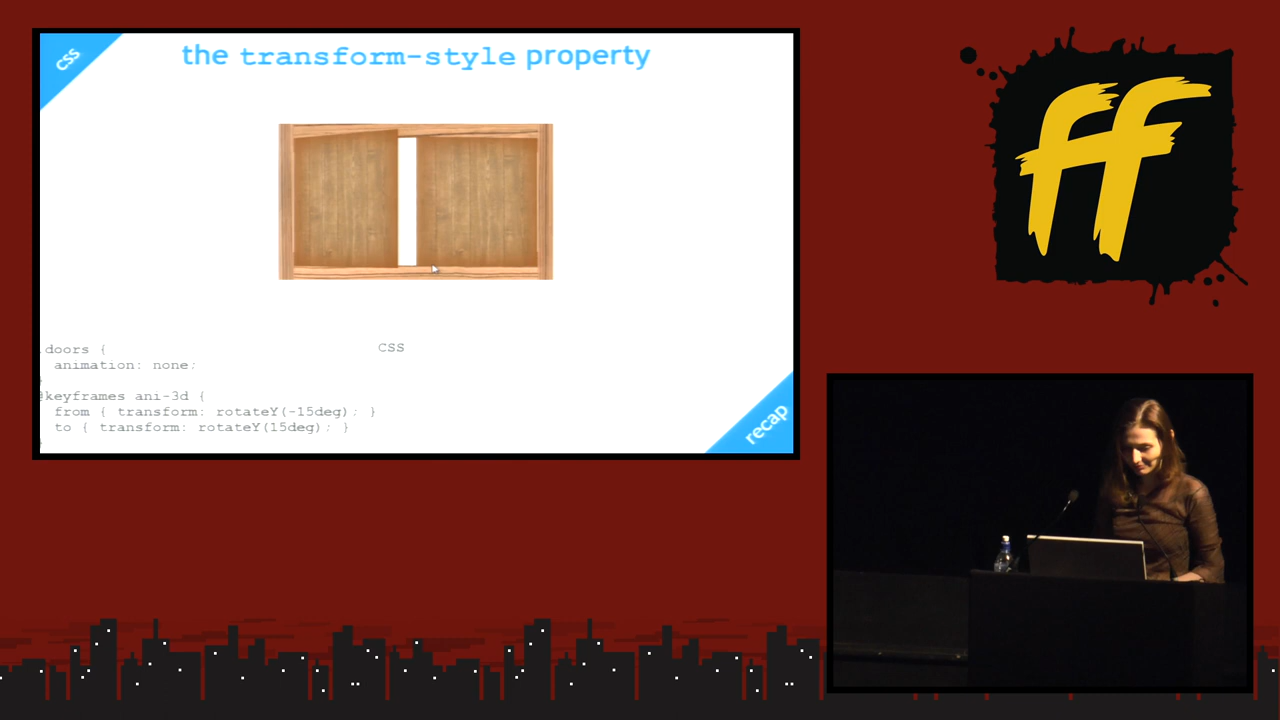 css
the transform-style property
.doors {
CSS
animation: none;
}
@keyframes ani-3d {
from { transform: rotateY(-15deg); }
to { transform: rotateY(15deg); }
}
recap
ff